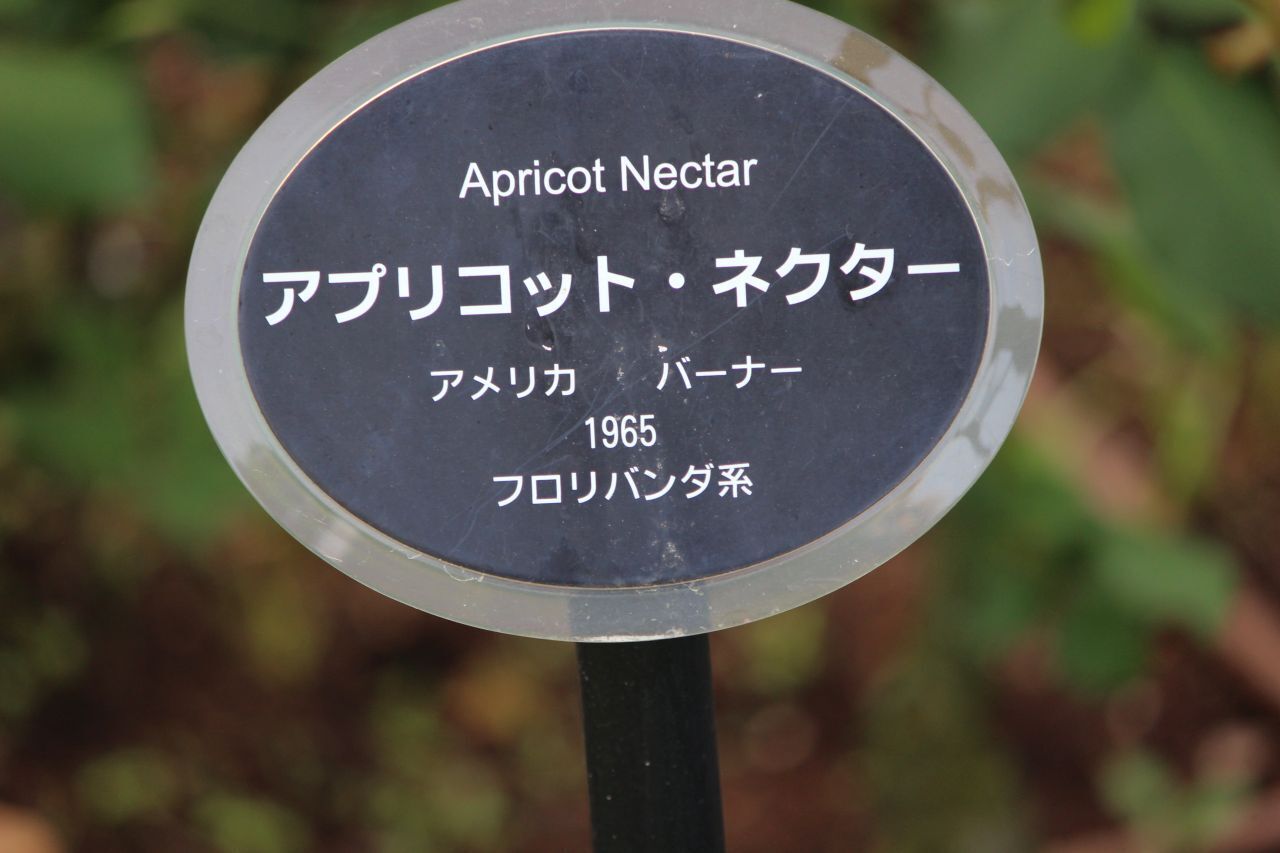 Apricot Nectar
アプリコット・ネクター
アメリカ　バーナー
1965
フロリバンダ系